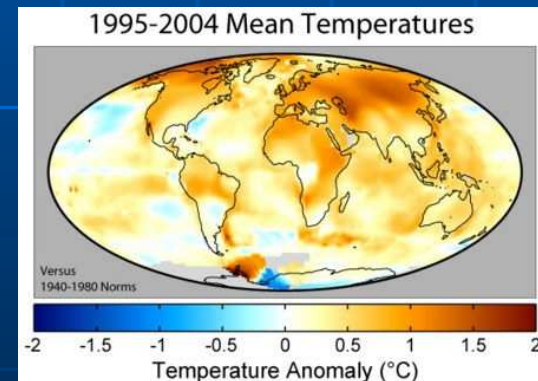 1995-2004 Mean Temperatures
Versus
1940-1980 Norms
-2 -1.5 -1 -0.5 0 0.5 1 1.5 2
Temperature Anomaly (°C)